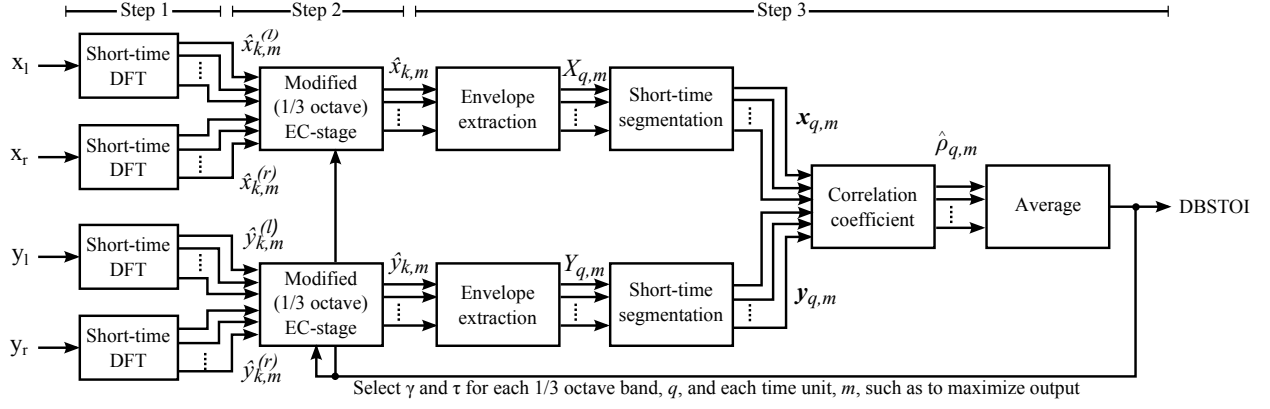 Step 1
Step 2
Step 3
x_l
Short-time
DFT
x̂_{k,m}^{(l)}
x_r
Short-time
DFT
x̂_{k,m}^{(r)}
Modified
(1/3 octave)
EC-stage
x̂_{k,m}
Envelope
extraction
X_{q,m}
Short-time
segmentation
𝒙_{q,m}
y_l
Short-time
DFT
ŷ_{k,m}^{(l)}
y_r
Short-time
DFT
ŷ_{k,m}^{(r)}
Modified
(1/3 octave)
EC-stage
ŷ_{k,m}
Envelope
extraction
Y_{q,m}
Short-time
segmentation
𝒚_{q,m}
Correlation
coefficient
ρ̂_{q,m}
Average
DBSTOI
Select γ and τ for each 1/3 octave band, q, and each time unit, m, such as to maximize output